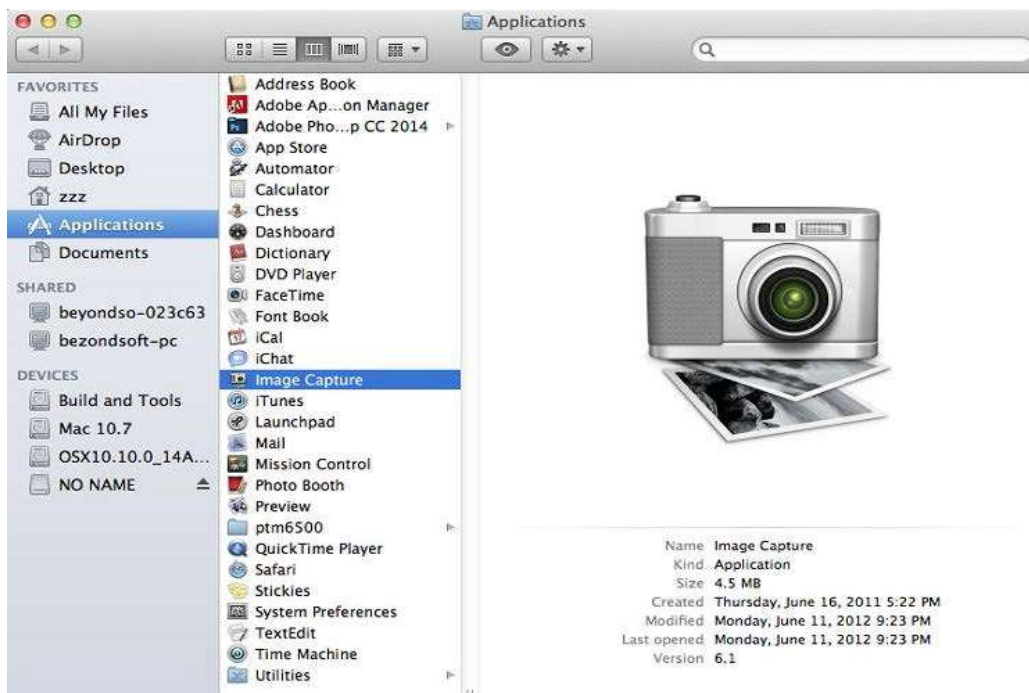 Applications
FAVORITES
All My Files
AirDrop
Desktop
zzz
Applications
Documents
SHARED
beyondso-023c63
bezondsoft-pc
DEVICES
Build and Tools
Mac 10.7
OSX10.10.0_14A...
NO NAME
Address Book
Adobe Ap...on Manager
Adobe Pho...p CC 2014
App Store
Automator
Calculator
Chess
Dashboard
Dictionary
DVD Player
FaceTime
Font Book
iCal
iChat
Image Capture
iTunes
Launchpad
Mail
Mission Control
Photo Booth
Preview
ptm6500
QuickTime Player
Safari
Stickies
System Preferences
TextEdit
Time Machine
Utilities
Name Image Capture
Kind Application
Size 4.5 MB
Created Thursday, June 16, 2011 5:22 PM
Modified Monday, June 11, 2012 9:23 PM
Last opened Monday, June 11, 2012 9:23 PM
Version 6.1